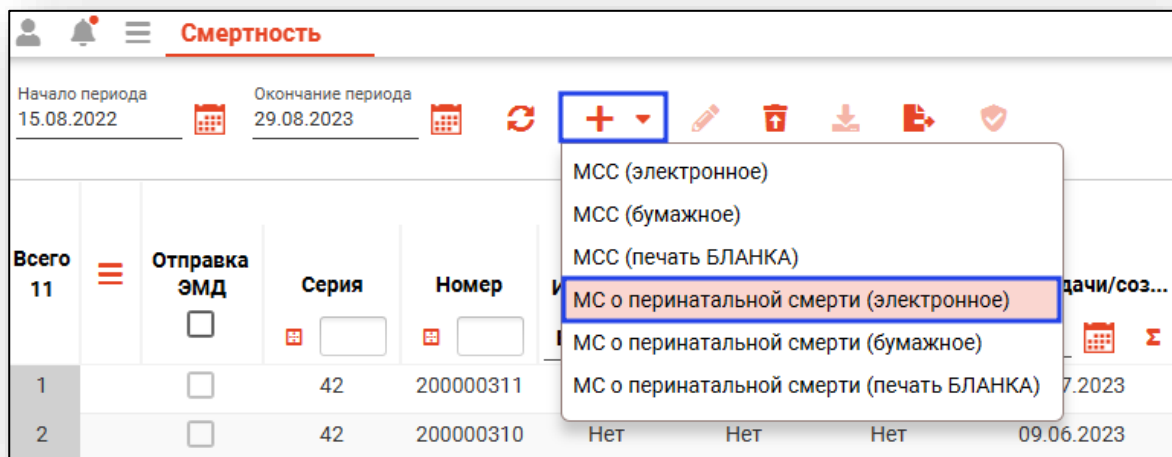 Смертность
Начало периода
15.08.2022
Окончание периода
29.08.2023
МСС (электронное)
МСС (бумажное)
МСС (печать БЛАНКА)
МС о перинатальной смерти (электронное)
МС о перинатальной смерти (бумажное)
МС о перинатальной смерти (печать БЛАНКА)
Всего
11
Отправка
ЭМД
Серия
Номер
дачи/соз...
Σ
1 42 200000311 7.2023
2 42 200000310 Нет Нет Нет 09.06.2023